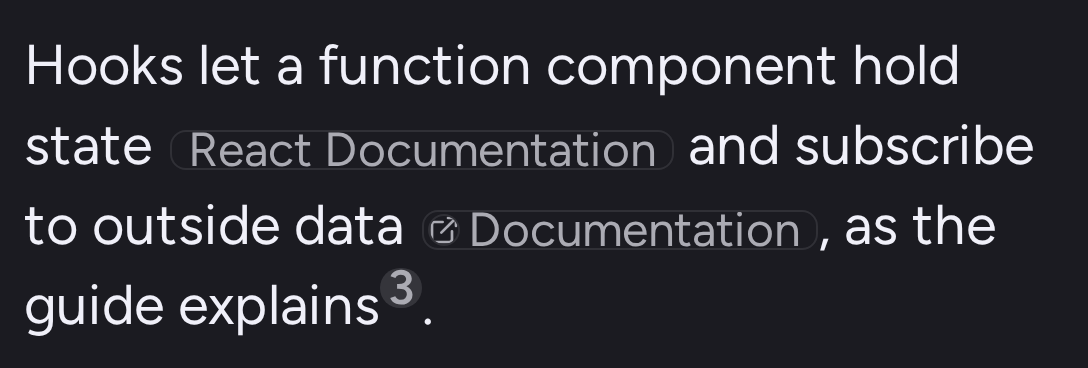 Hooks let a function component hold
state React Documentation and subscribe
to outside data Documentation, as the
guide explains3.